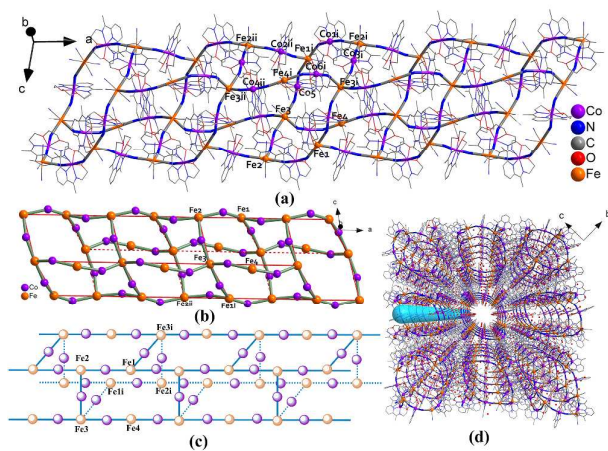 b
a
c
Fe2ii
Co2ii
Co1i
Fe2i
Fe1i
Co3i
Fe4i
Co6i
Co4ii
Co5
Fe3i
Fe3ii
Fe3
Fe4
Fe2
Fe1
Co
N
C
O
Fe
(a)
Fe2
Fe1
c
b
a
Fe3
Fe4
Co
Fe
Fe2ii
Fe1i
(b)
c
b
Fe3i
Fe2
Fe1
Fe1i
Fe2i
Fe3
Fe4
(c)
(d)